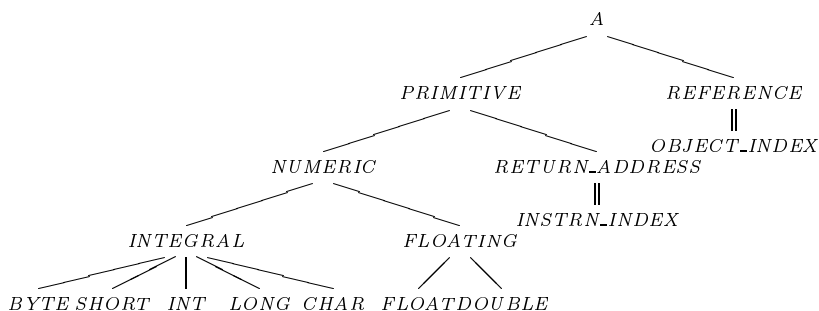 A
PRIMITIVE REFERENCE
OBJECT_INDEX
NUMERIC RETURN_ADDRESS
INSTRN_INDEX
INTEGRAL FLOATING
BYTE SHORT INT LONG CHAR FLOAT DOUBLE